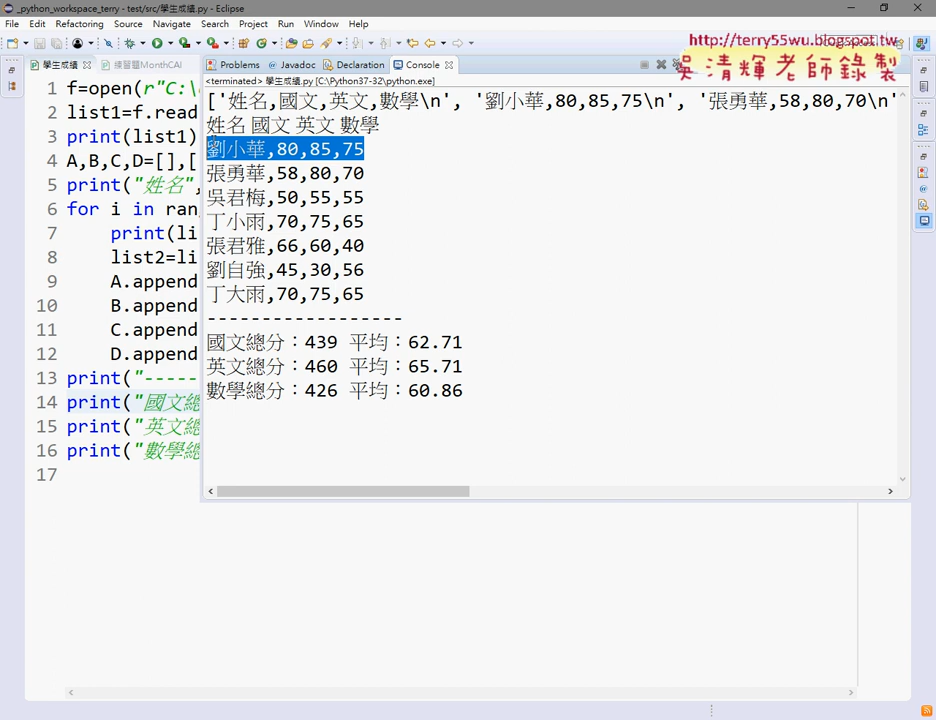 _python_workspace_terry - test/src/學生成績.py - Eclipse
File Edit Refactoring Source Navigate Search Project Run Window Help
http://terry55wu.blogspot.tw
吳清輝老師錄製
學生成績 練習題MonthCAl
Problems Javadoc Declaration Console
<terminated> 學生成績.py [C:\Python37-32\python.exe]
1 f=open(r"C:\
2 list1=f.read
3 print(list1)
4 A,B,C,D=[],[
5 print("姓名",
6 for i in ran
7 print(li
8 list2=li
9 A.append
10 B.append
11 C.append
12 D.append
13 print("-----
14 print("國文總
15 print("英文總
16 print("數學總
17
['姓名,國文,英文,數學\n', '劉小華,80,85,75\n', '張勇華,58,80,70\n'
姓名 國文 英文 數學
劉小華,80,85,75
張勇華,58,80,70
吳君梅,50,55,55
丁小雨,70,75,65
張君雅,66,60,40
劉自強,45,30,56
丁大雨,70,75,65
------------------
國文總分：439 平均：62.71
英文總分：460 平均：65.71
數學總分：426 平均：60.86